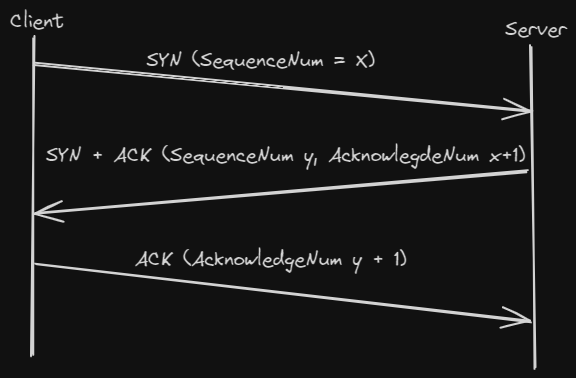 Client
Server
SYN (SequenceNum = x)
SYN + ACK (SequenceNum y, AcknowlegdeNum x+1)
ACK (AcknowledgeNum y + 1)